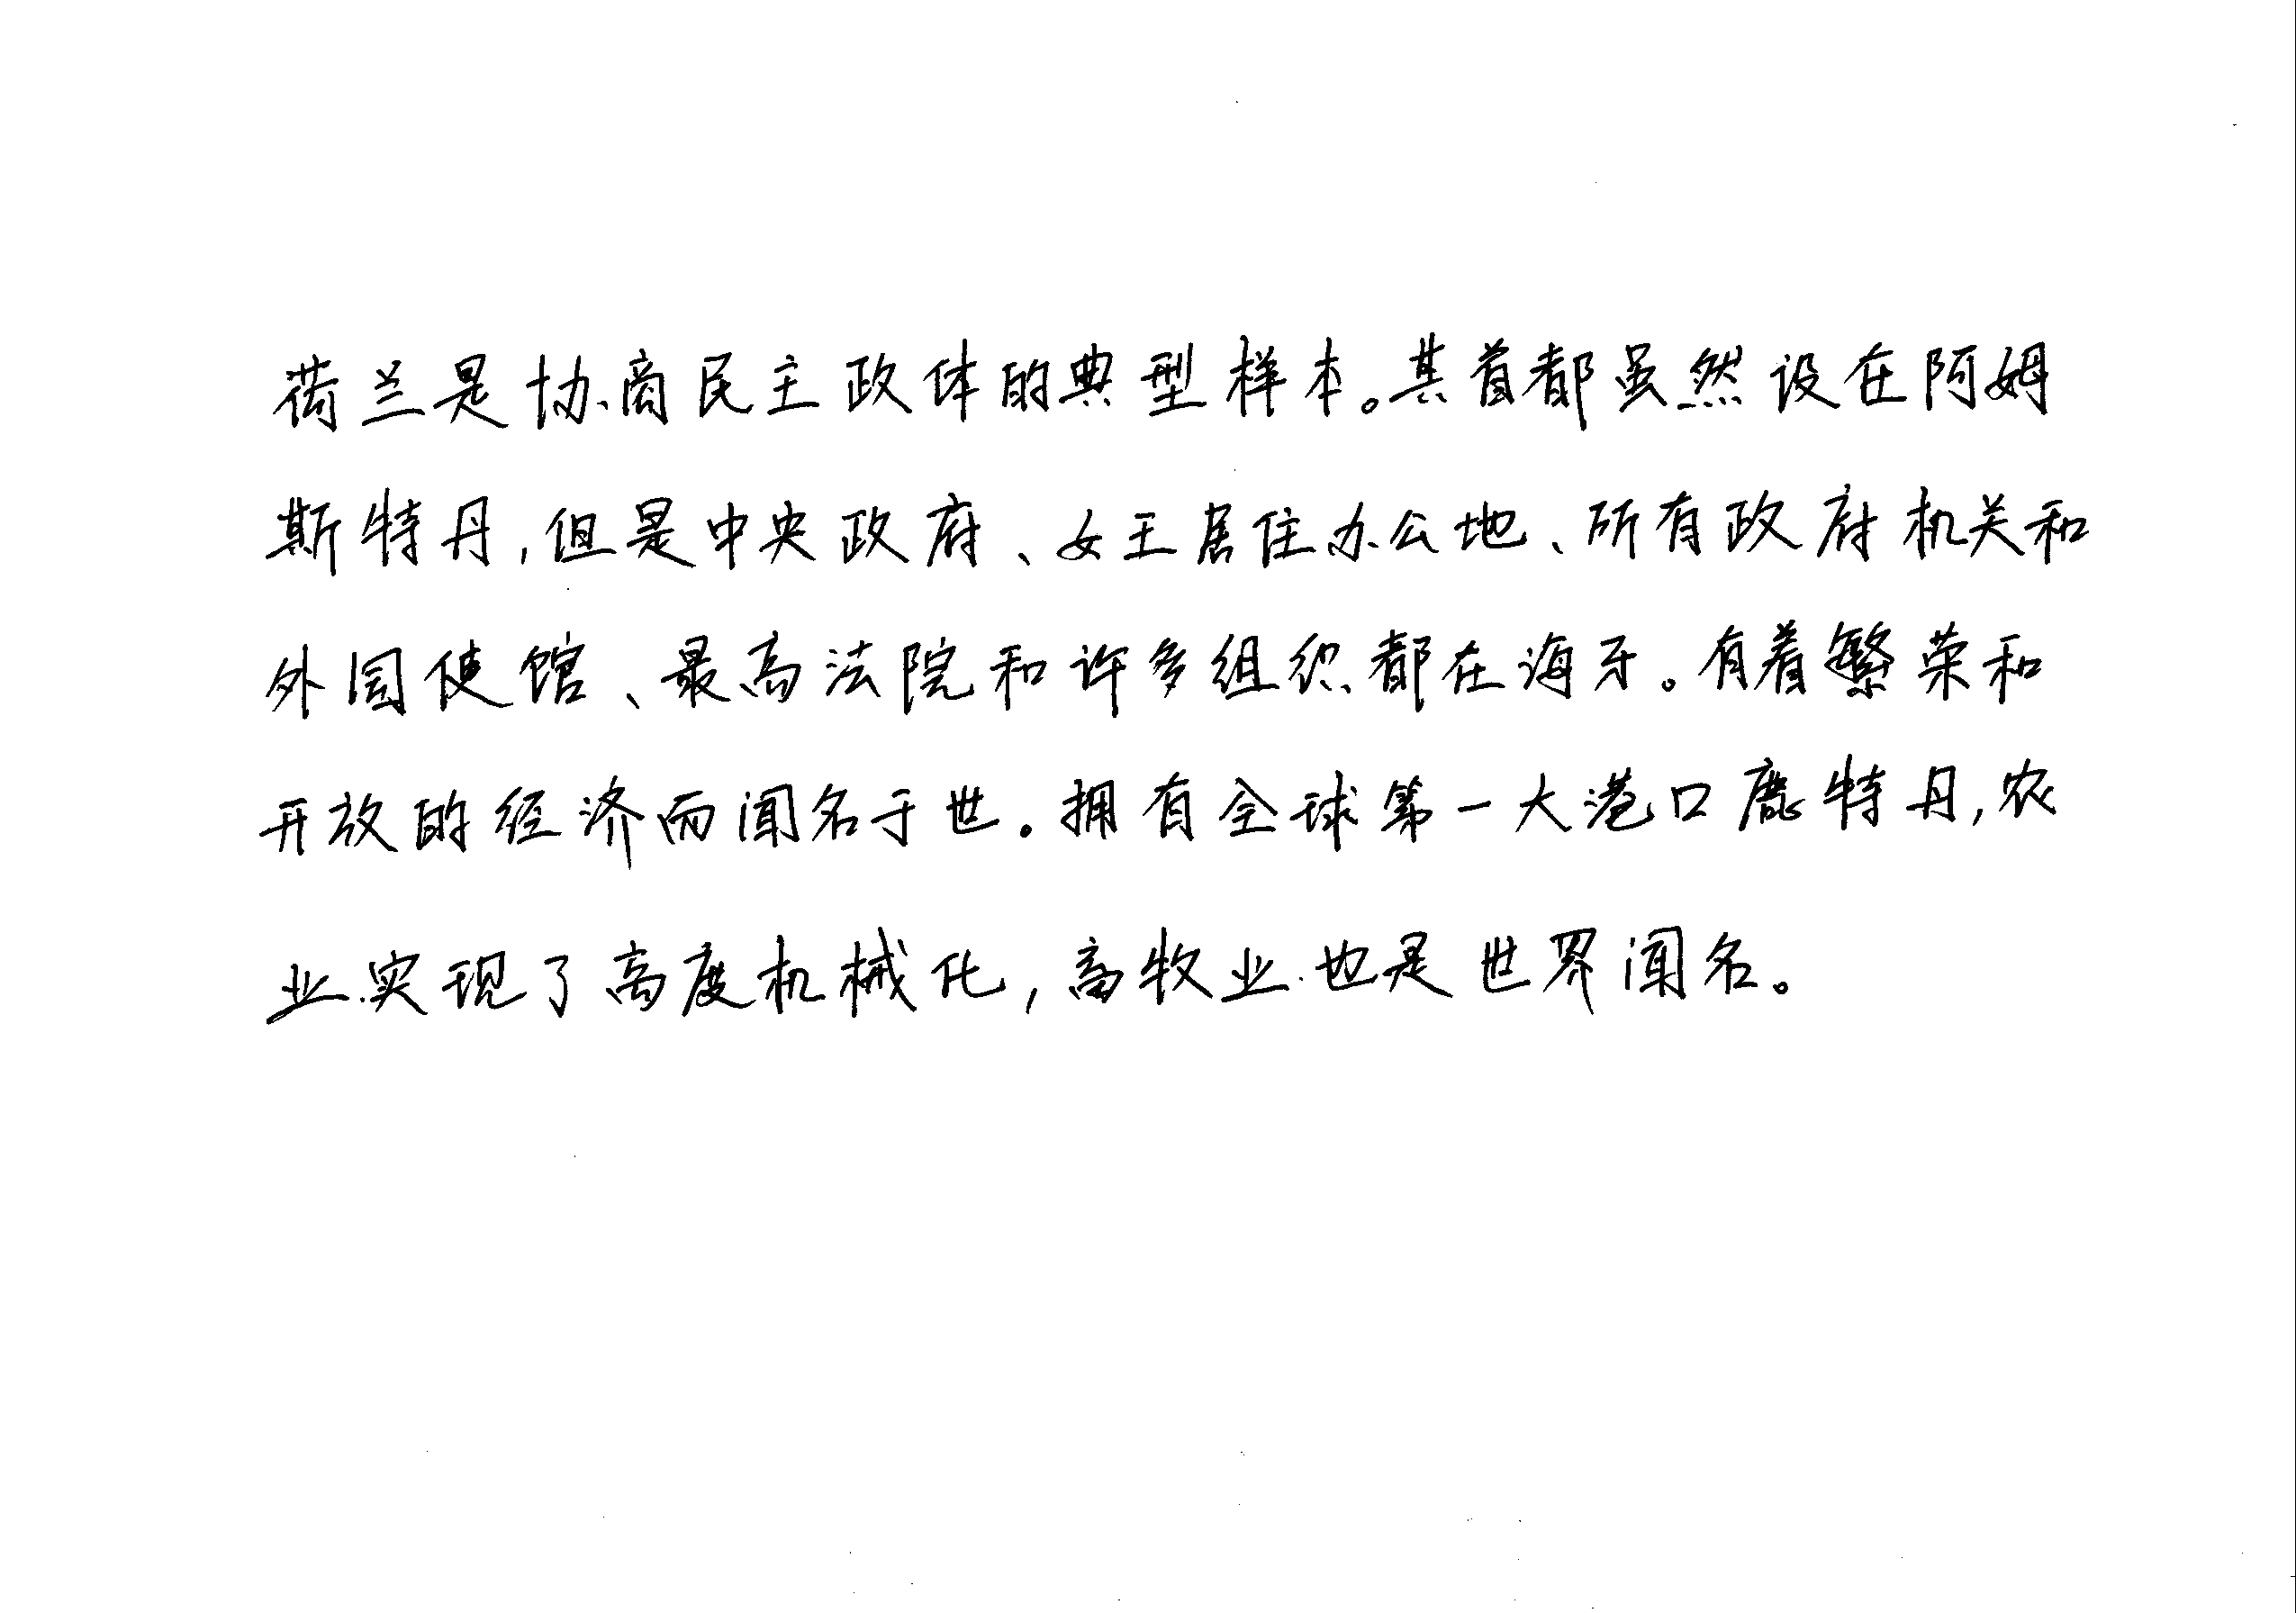 荷兰是协商民主政体的典型样本。其首都虽然设在阿姆
斯特丹,但是中央政府、女王居住办公地、所有政府机关和
外国使馆、最高法院和许多组织都在海牙。有着繁荣和
开放的经济而闻名于世。拥有全球第一大港口鹿特丹,农
业实现了高度机械化,畜牧业也是世界闻名。